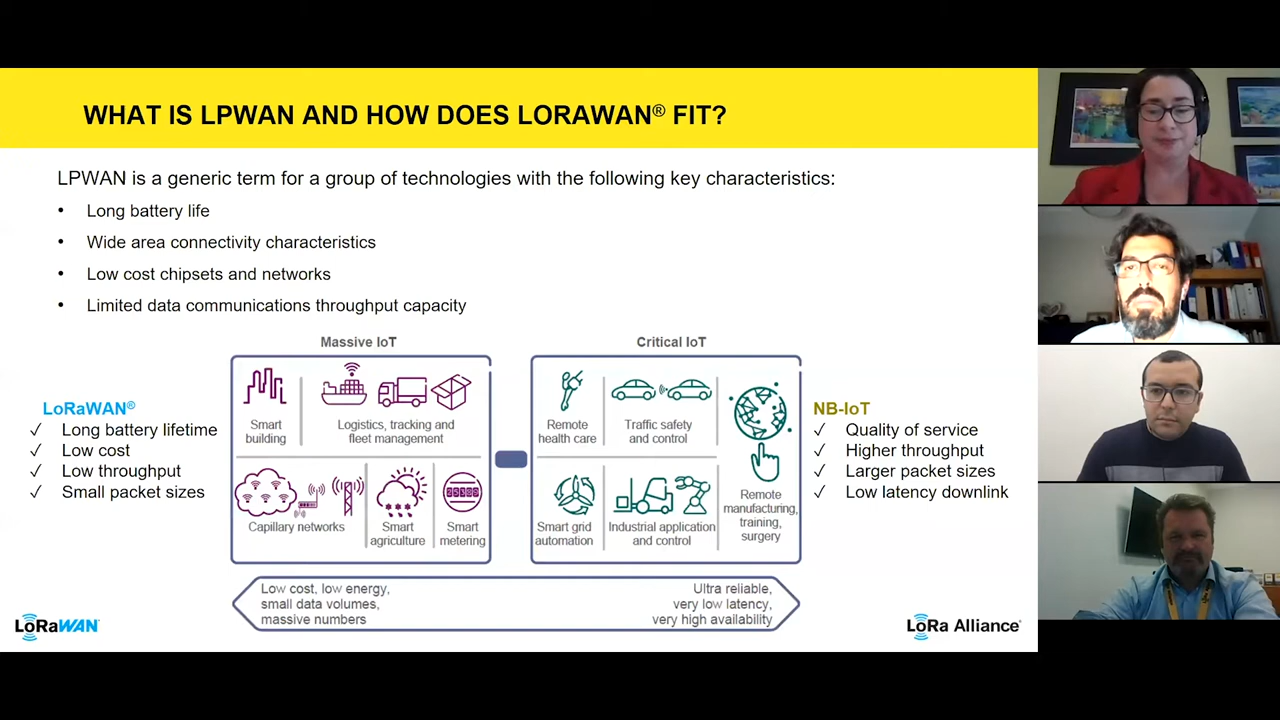 WHAT IS LPWAN AND HOW DOES LORAWAN® FIT?
LPWAN is a generic term for a group of technologies with the following key characteristics:
• Long battery life
• Wide area connectivity characteristics
• Low cost chipsets and networks
• Limited data communications throughput capacity
LoRaWAN®
✓ Long battery lifetime
✓ Low cost
✓ Low throughput
✓ Small packet sizes
Massive IoT
Smart
building
Logistics, tracking and
fleet management
Capillary networks
Smart
agriculture
Smart
metering
Critical IoT
Remote
health care
Traffic safety
and control
Smart grid
automation
Industrial application
and control
Remote
manufacturing,
training,
surgery
NB-IoT
✓ Quality of service
✓ Higher throughput
✓ Larger packet sizes
✓ Low latency downlink
Low cost, low energy,
small data volumes,
massive numbers
Ultra reliable,
very low latency,
very high availability
LoRaWAN
LoRa Alliance®